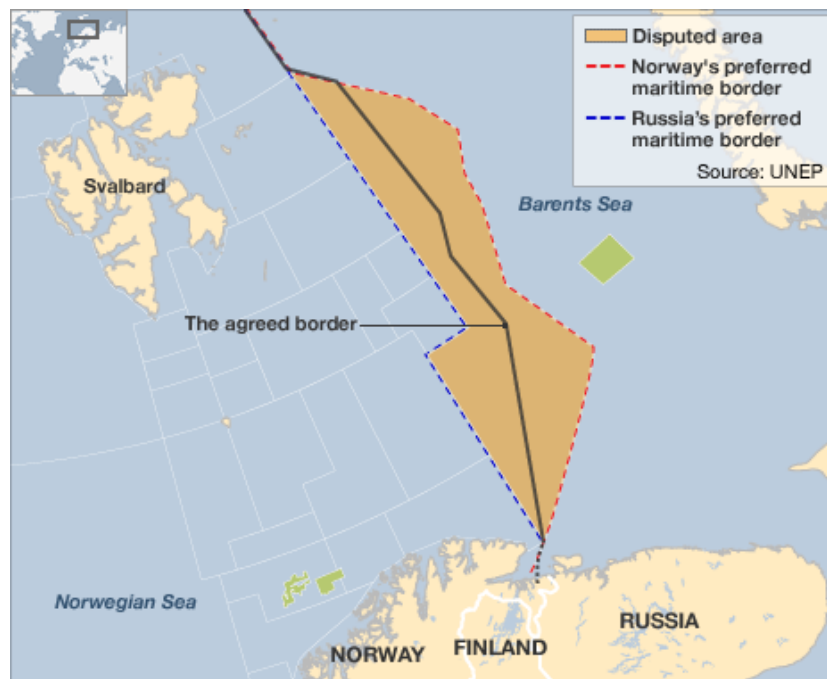 Disputed area
Norway's preferred
maritime border
Russia's preferred
maritime border
Source: UNEP
Svalbard
Barents Sea
The agreed border
Norwegian Sea
NORWAY
FINLAND
RUSSIA